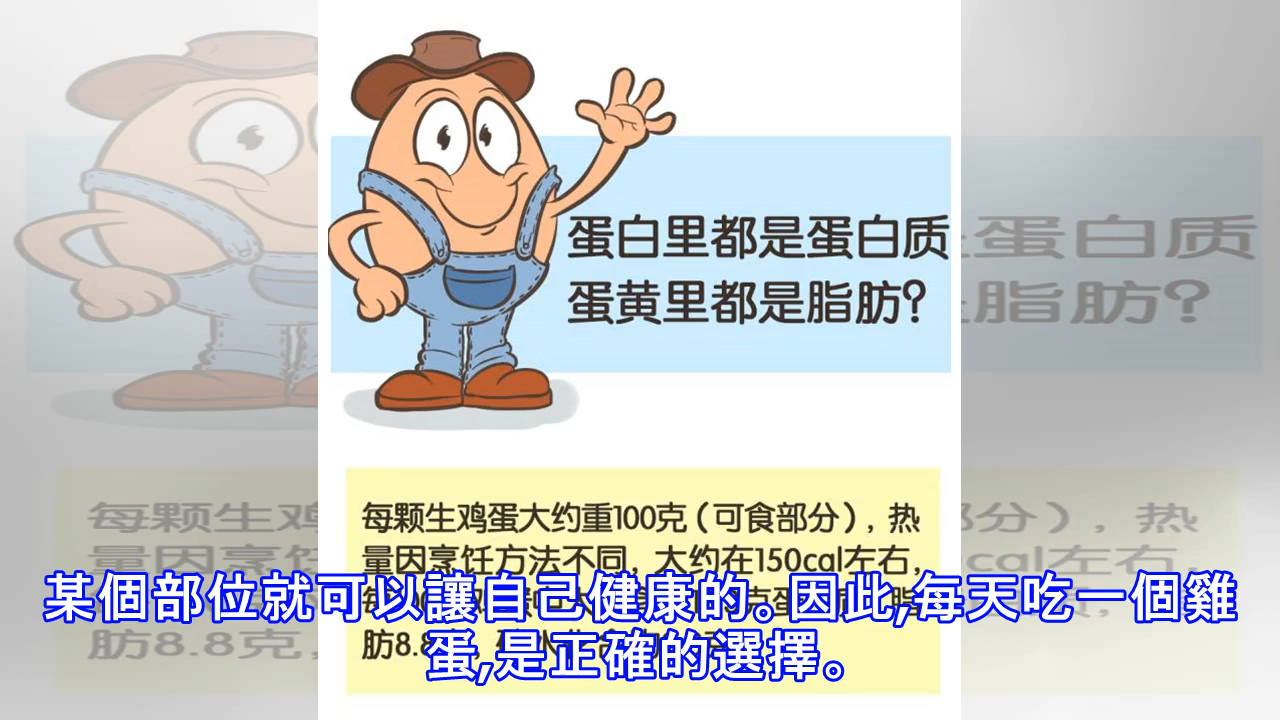 蛋白里都是蛋白质
蛋黄里都是脂肪?
每颗生鸡蛋大约重100克(可食部分),热
量因烹饪方法不同,大约在150cal左右,
肪8.8
某個部位就可以讓自己健康的。因此,每天吃一個雞
蛋,是正確的選擇。